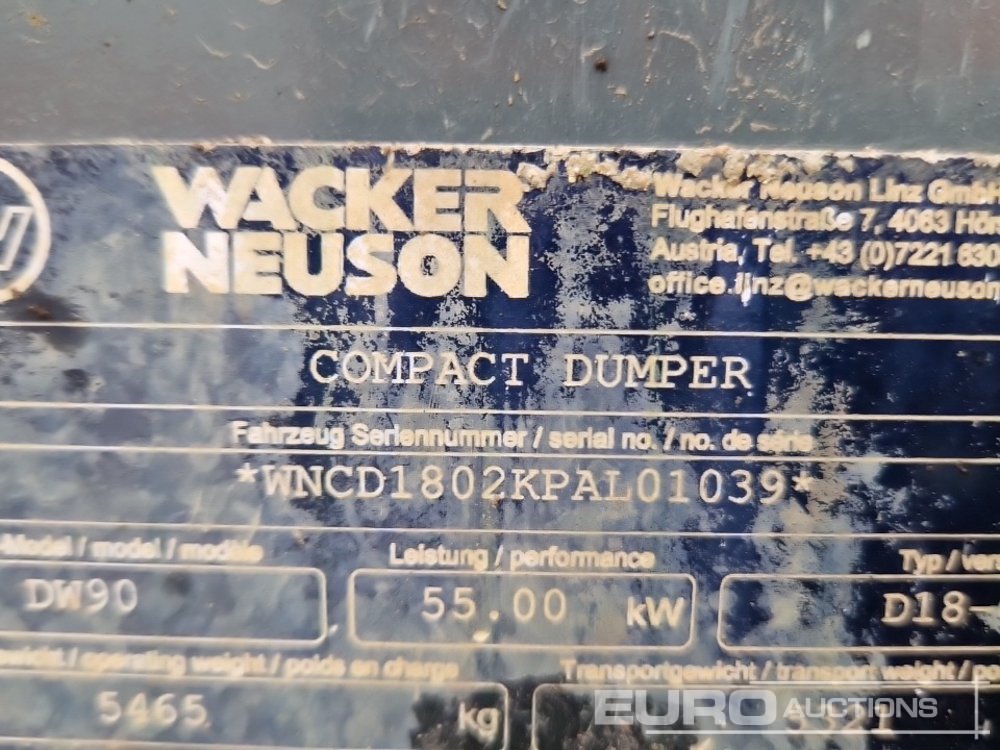 WACKER
NEUSON
Wacker Neuson Linz GmbH
Flughafenstraße 7, 4063 Hör
Austria, Tel. +43 (0)7221 630
office.linz@wackerneuson
COMPACT DUMPER
Fahrzeug Seriennummer / serial no. / no. de série
*WNCD1802KPAL01039*
Model / model / modèle Leistung / performance Typ / vers
DW90 55.00 kW D18-
/ operating weight / poids en charge Transportgewicht / transport weight / po
5465 kg
EURO AUCTIONS